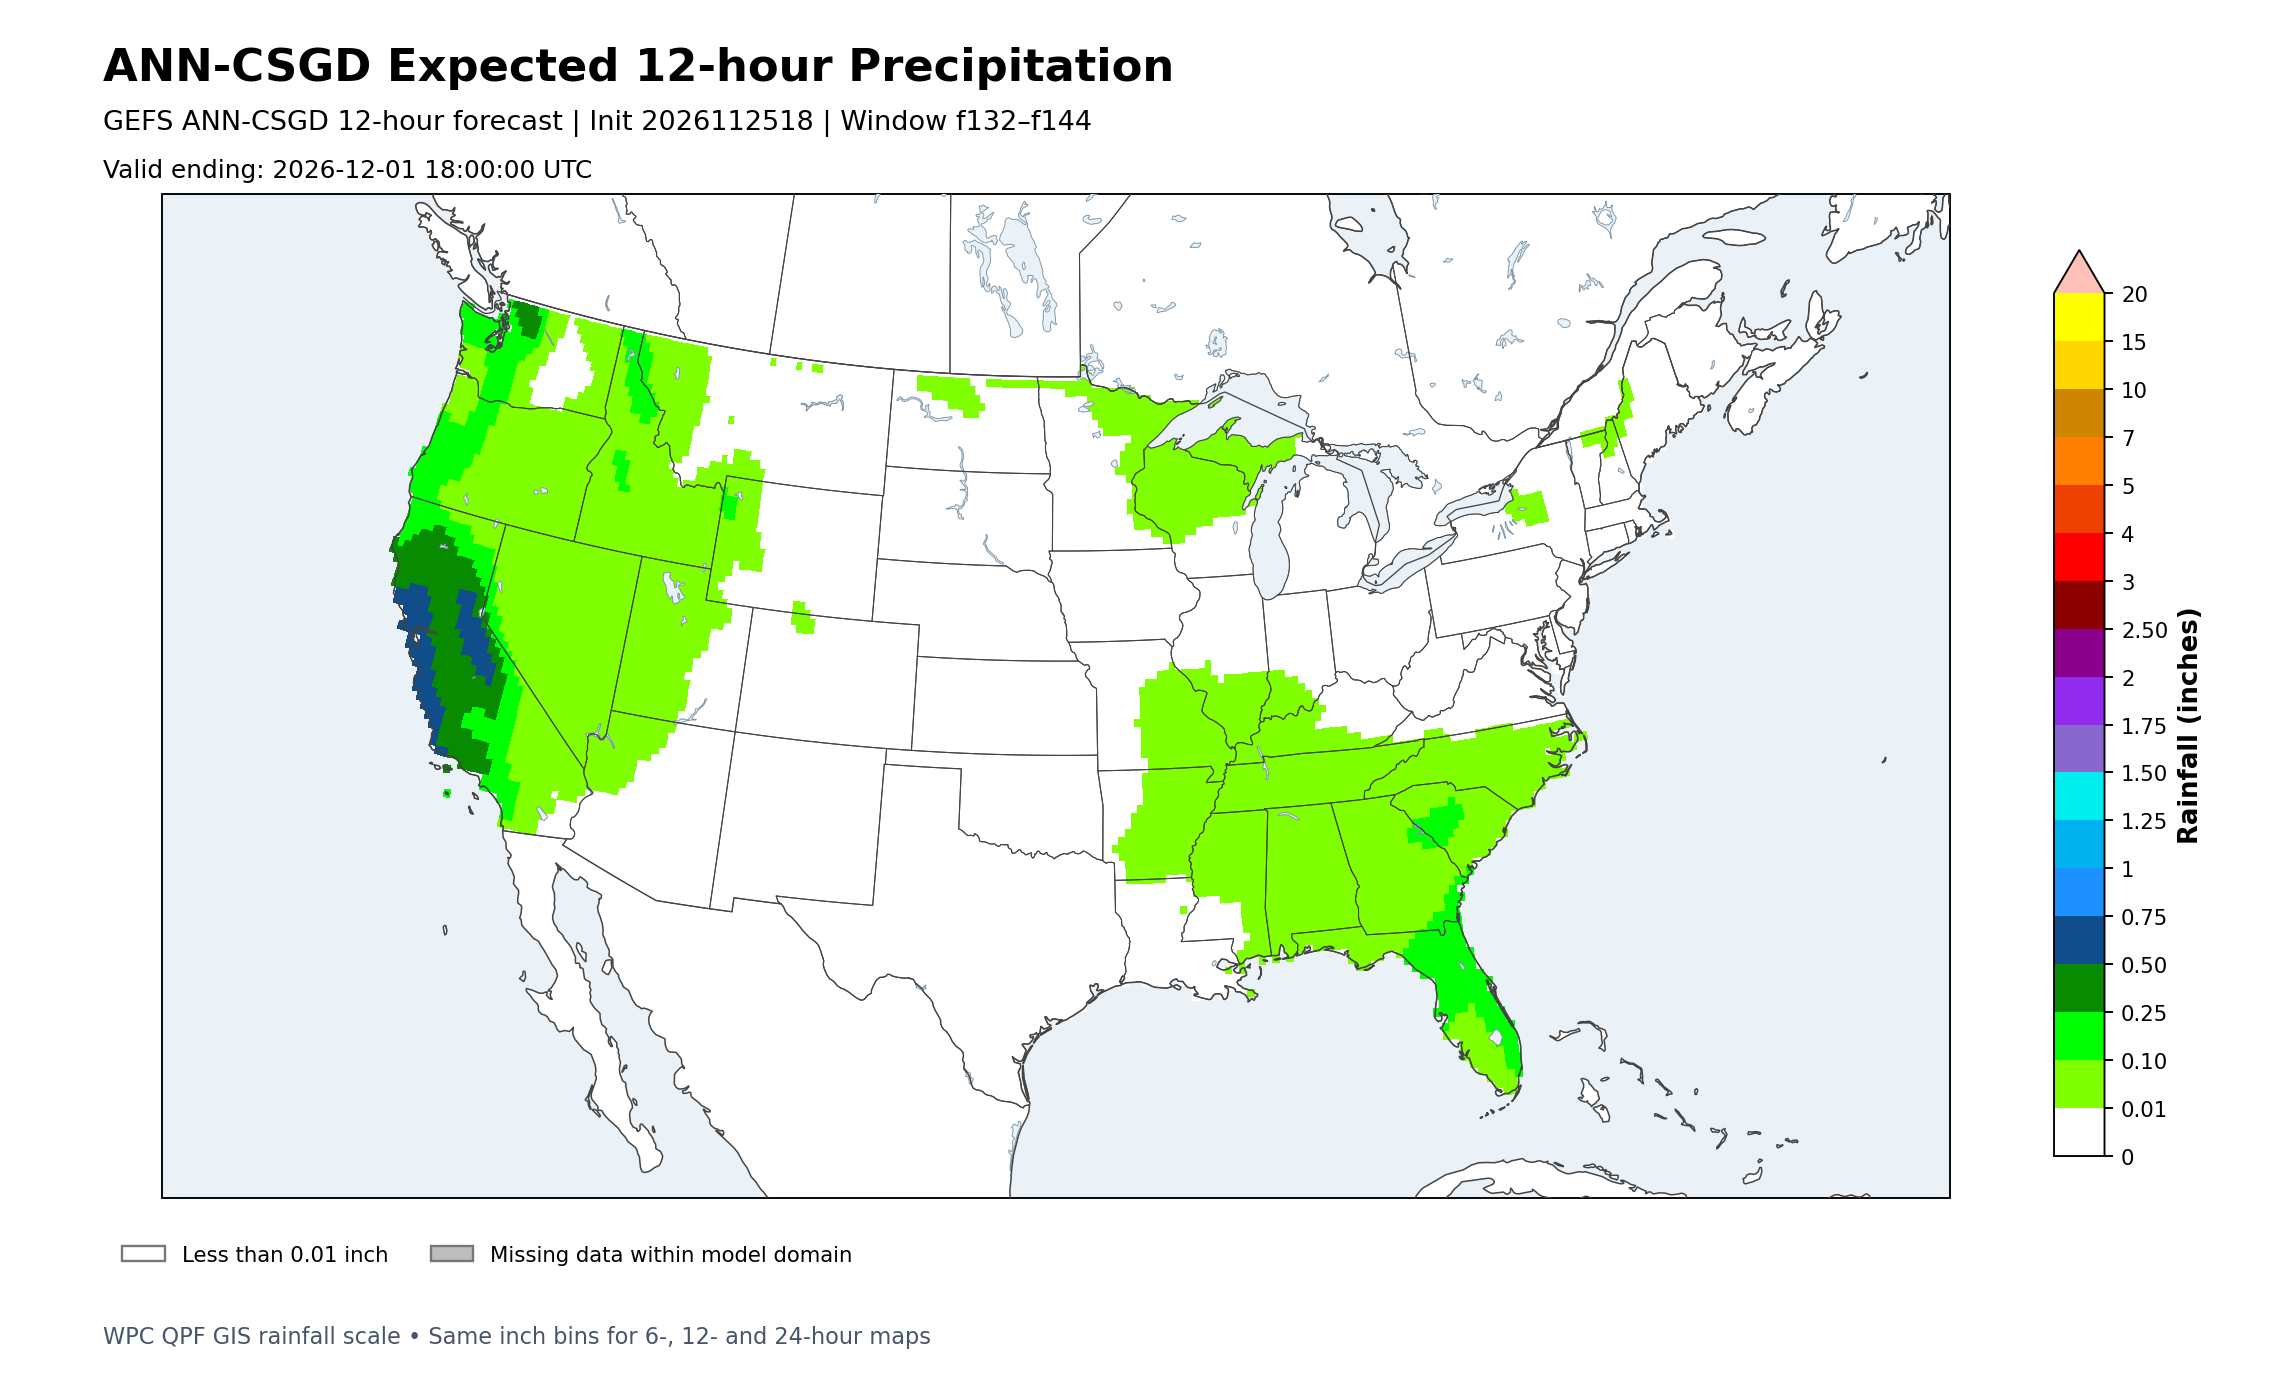 ANN-CSGD Expected 12-hour Precipitation
GEFS ANN-CSGD 12-hour forecast | Init 2026112518 | Window f132–f144
Valid ending: 2026-12-01 18:00:00 UTC
20
15
10
7
5
4
3
2.50
2
1.75
1.50
1.25
1
0.75
0.50
0.25
0.10
0.01
0
Rainfall (inches)
Less than 0.01 inch
Missing data within model domain
WPC QPF GIS rainfall scale • Same inch bins for 6-, 12- and 24-hour maps